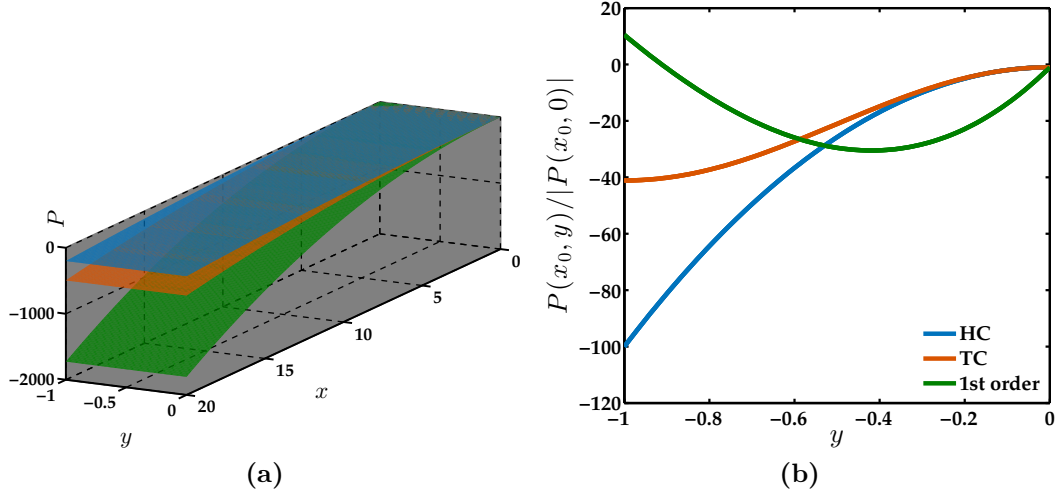 P
0
−1000
−2000
−1
−0.5
0
y
20
15
10
5
0
x
(a)
P(x₀, y)/|P(x₀, 0)|
20
0
−20
−40
−60
−80
−100
−120
−1
−0.8
−0.6
−0.4
−0.2
0
y
HC
TC
1st order
(b)